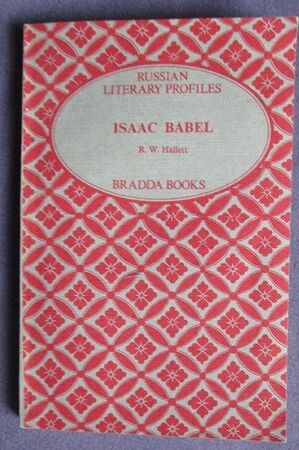 RUSSIAN
LITERARY PROFILES
ISAAC BABEL
R. W. Hallett
BRADDA BOOKS